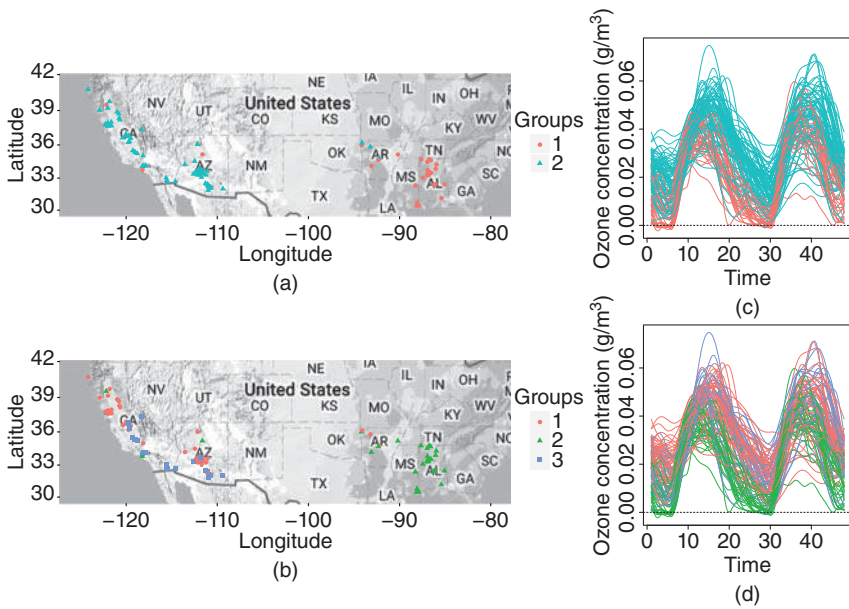 42
39
36
33
30
Latitude
NV
UT
CA
AZ
NM
United States
CO
KS
NE
IA
IL
IN
OH
MO
KY
WV
OK
AR
TN
MS
AL
GA
SC
TX
LA
−120
−110
−100
−90
−80
Longitude
(a)
Groups
1
2
Ozone concentration (g/m³)
0.00
0.02
0.04
0.06
0
10
20
30
40
Time
(c)
42
39
36
33
30
Latitude
NV
UT
CA
AZ
NM
United States
CO
KS
NE
IA
IL
IN
OH
MO
KY
WV
OK
AR
TN
MS
AL
GA
SC
TX
LA
−120
−110
−100
−90
−80
Longitude
(b)
Groups
1
2
3
Ozone concentration (g/m³)
0.00
0.02
0.04
0.06
0
10
20
30
40
Time
(d)